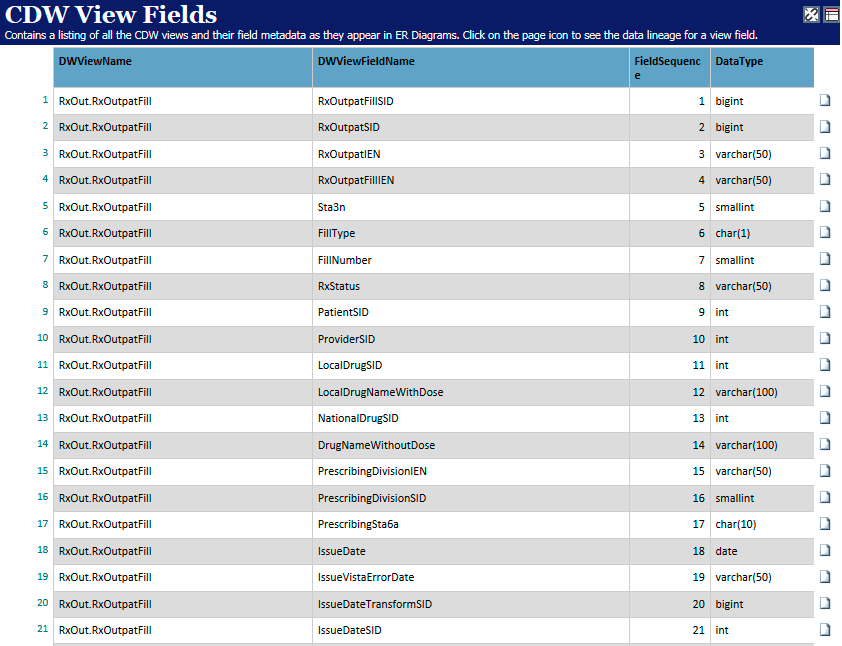 CDW View Fields
Contains a listing of all the CDW views and their field metadata as they appear in ER Diagrams. Click on the page icon to see the data lineage for a view field.
DWViewName DWViewFieldName FieldSequenc DataType
e
1 RxOut.RxOutpatFill RxOutpatFillSID 1 bigint
2 RxOut.RxOutpatFill RxOutpatSID 2 bigint
3 RxOut.RxOutpatFill RxOutpatIEN 3 varchar(50)
4 RxOut.RxOutpatFill RxOutpatFillIEN 4 varchar(50)
5 RxOut.RxOutpatFill Sta3n 5 smallint
6 RxOut.RxOutpatFill FillType 6 char(1)
7 RxOut.RxOutpatFill FillNumber 7 smallint
8 RxOut.RxOutpatFill RxStatus 8 varchar(50)
9 RxOut.RxOutpatFill PatientSID 9 int
10 RxOut.RxOutpatFill ProviderSID 10 int
11 RxOut.RxOutpatFill LocalDrugSID 11 int
12 RxOut.RxOutpatFill LocalDrugNameWithDose 12 varchar(100)
13 RxOut.RxOutpatFill NationalDrugSID 13 int
14 RxOut.RxOutpatFill DrugNameWithoutDose 14 varchar(100)
15 RxOut.RxOutpatFill PrescribingDivisionIEN 15 varchar(50)
16 RxOut.RxOutpatFill PrescribingDivisionSID 16 smallint
17 RxOut.RxOutpatFill PrescribingSta6a 17 char(10)
18 RxOut.RxOutpatFill IssueDate 18 date
19 RxOut.RxOutpatFill IssueVistaErrorDate 19 varchar(50)
20 RxOut.RxOutpatFill IssueDateTransformSID 20 bigint
21 RxOut.RxOutpatFill IssueDateSID 21 int